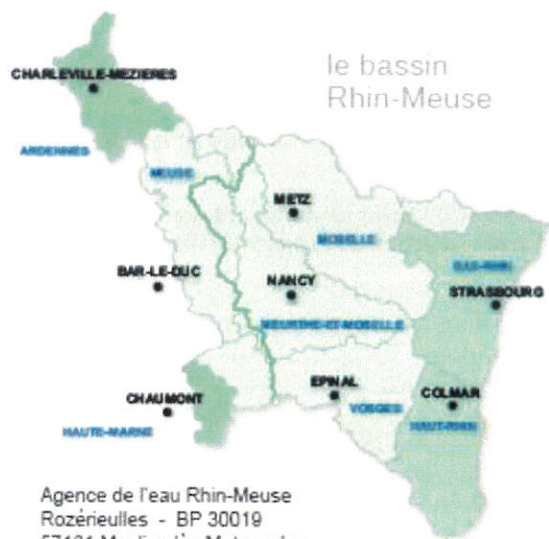 le bassin
Rhin-Meuse
CHARLEVILLE-MEZIERES
ARDENNES
MEUSE
METZ
MOSELLE
BAS-RHIN
BAR-LE-DUC
NANCY
STRASBOURG
MEURTHE-ET-MOSELLE
EPINAL
CHAUMONT
VOSGES
COLMAR
HAUTE-MARNE
HAUT-RHIN
Agence de l'eau Rhin-Meuse
Rozérieulles - BP 30019